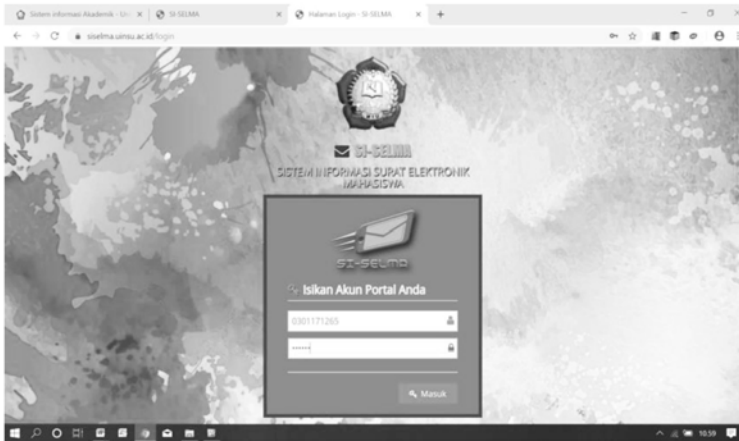 Sistem informasi Akademik - Uni
SI-SELMA
Halaman Login - SI-SELMA
siselma.uinsu.ac.id/login
SI-SELMA
SISTEM INFORMASI SURAT ELEKTRONIK
MAHASISWA
SI-SELMA
Isikan Akun Portal Anda
0301171265
Masuk
10.59